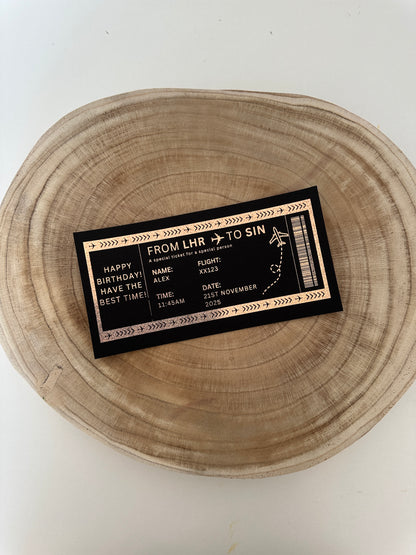 HAPPY
BIRTHDAY!
HAVE THE
BEST TIME!
FROM LHR TO SIN
A special ticket for a special person
NAME:
ALEX
FLIGHT:
XX123
TIME:
11:45AM
DATE:
21ST NOVEMBER
2025